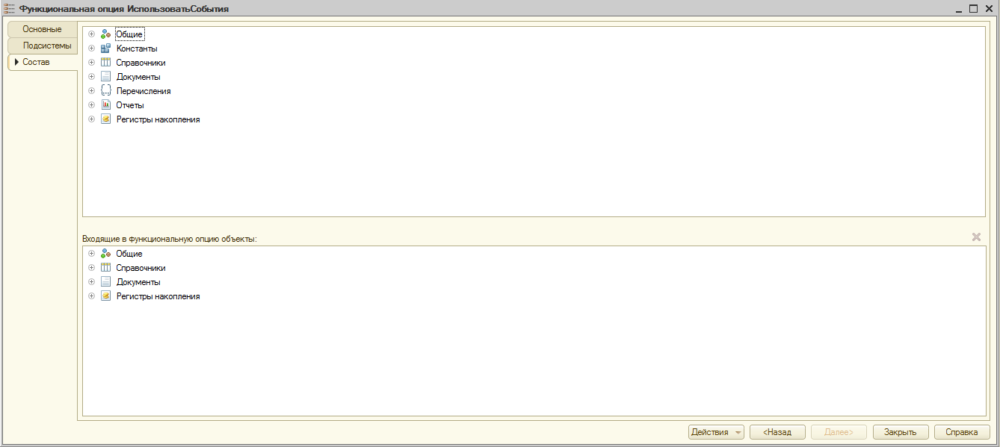 Функциональная опция ИспользоватьСобытия
Основные
Подсистемы
Состав
Общие
Константы
Справочники
Документы
Перечисления
Отчеты
Регистры накопления
Входящие в функциональную опцию объекты:
Общие
Справочники
Документы
Регистры накопления
Действия
<Назад
Далее>
Закрыть
Справка